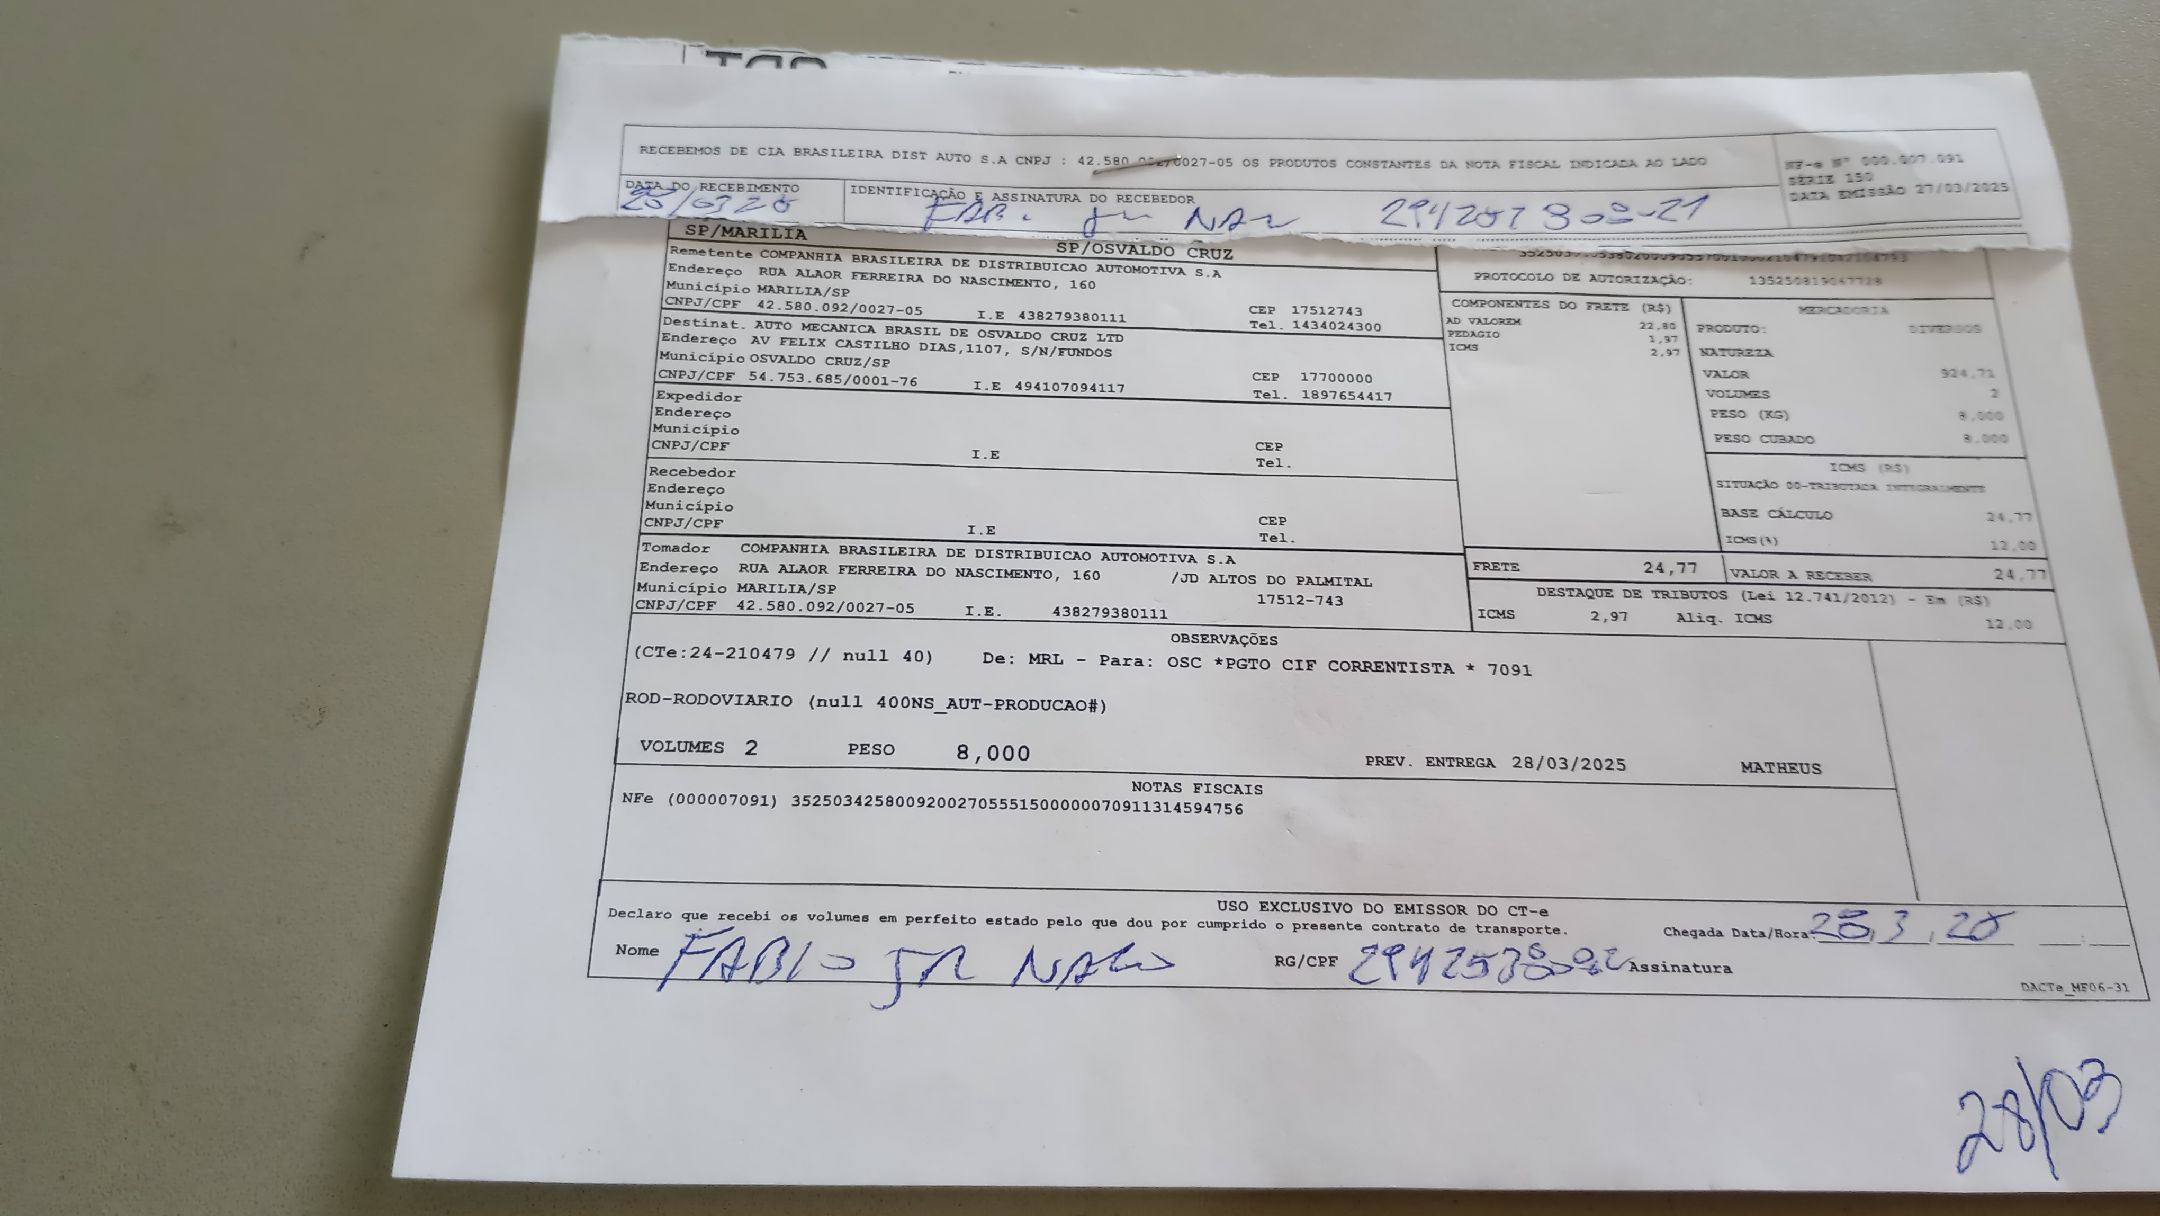 RECEBEMOS DE CIA BRASILEIRA DIST AUTO S.A CNPJ : 42.580.092/0027-05 OS PRODUTOS CONSTANTES DA NOTA FISCAL INDICADA AO LADO
NF-e Nº 000.007.091
SÉRIE 150
DATA EMISSÃO 27/03/2025
DATA DO RECEBIMENTO
IDENTIFICAÇÃO E ASSINATURA DO RECEBEDOR
SP/MARILIA SP/OSVALDO CRUZ
Remetente COMPANHIA BRASILEIRA DE DISTRIBUICAO AUTOMOTIVA S.A
Endereço RUA ALAOR FERREIRA DO NASCIMENTO, 160
Município MARILIA/SP CEP 17512743
CNPJ/CPF 42.580.092/0027-05 I.E 438279380111 Tel. 1434024300
Destinat. AUTO MECANICA BRASIL DE OSVALDO CRUZ LTD
Endereço AV FELIX CASTILHO DIAS,1107, S/N/FUNDOS
Município OSVALDO CRUZ/SP CEP 17700000
CNPJ/CPF 54.753.685/0001-76 I.E 494107094117 Tel. 1897654417
Expedidor
Endereço
Município CEP
CNPJ/CPF I.E Tel.
Recebedor
Endereço
Município CEP
CNPJ/CPF I.E Tel.
Tomador COMPANHIA BRASILEIRA DE DISTRIBUICAO AUTOMOTIVA S.A
Endereço RUA ALAOR FERREIRA DO NASCIMENTO, 160 /JD ALTOS DO PALMITAL
Município MARILIA/SP 17512-743
CNPJ/CPF 42.580.092/0027-05 I.E. 438279380111
PROTOCOLO DE AUTORIZAÇÃO: 135250819067728
COMPONENTES DO FRETE (R$)
AD VALOREM 22,80
PEDAGIO 1,97
ICMS 2,97
MERCADORIA
PRODUTO: DIVERSOS
NATUREZA
VALOR 924,71
VOLUMES 2
PESO (KG) 8,000
PESO CUBADO 8.000
ICMS (R$)
SITUAÇÃO 00-TRIBUTADA INTEGRALMENTE
BASE CÁLCULO 24,77
ICMS(%) 12,00
FRETE 24,77 VALOR A RECEBER 24,77
DESTAQUE DE TRIBUTOS (Lei 12.741/2012) - Em (R$)
ICMS 2,97 Aliq. ICMS 12,00
OBSERVAÇÕES
(CTe:24-210479 // null 40) De: MRL - Para: OSC *PGTO CIF CORRENTISTA * 7091
ROD-RODOVIARIO (null 400NS_AUT-PRODUCAO#)
VOLUMES 2 PESO 8,000 PREV. ENTREGA 28/03/2025 MATHEUS
NOTAS FISCAIS
NFe (000007091) 35250342580092002705551500000070911314594756
USO EXCLUSIVO DO EMISSOR DO CT-e
Declaro que recebi os volumes em perfeito estado pelo que dou por cumprido o presente contrato de transporte. Chegada Data/Hora:
Nome FABIO JR RG/CPF Assinatura
DACTe_MF06-31
28/03